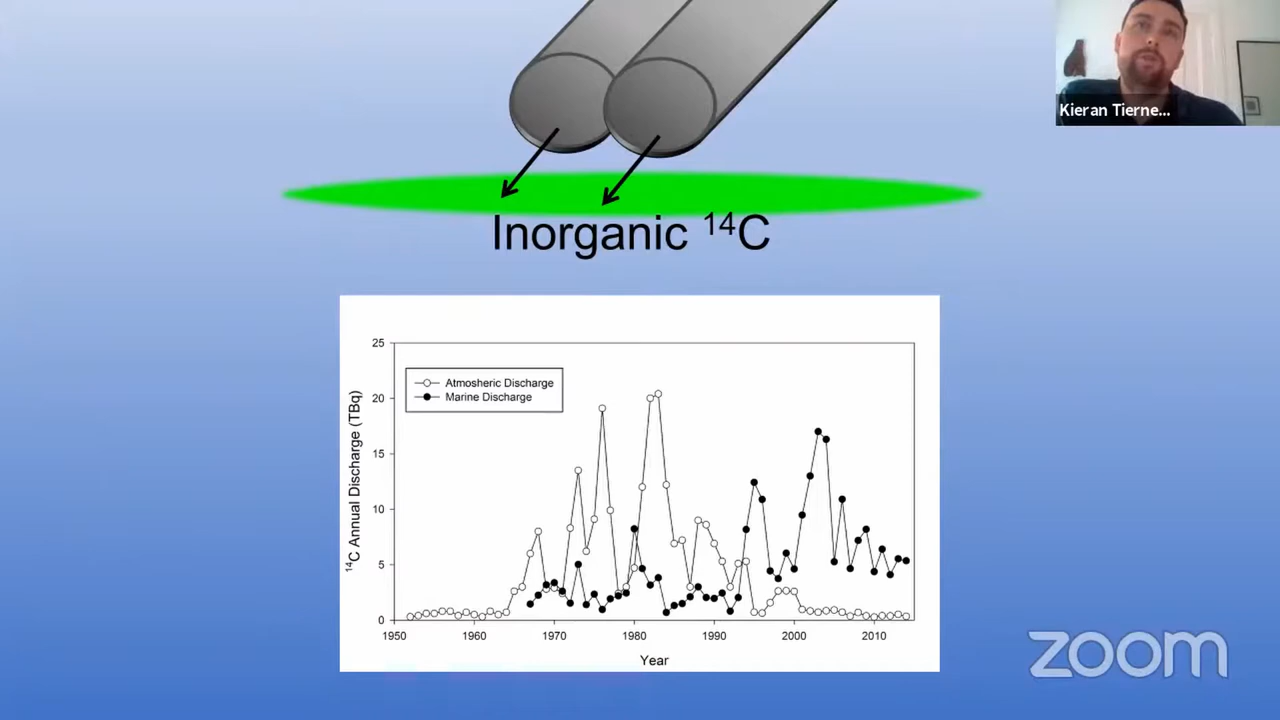 Kieran Tierne...
Inorganic ¹⁴C
25
20
15
10
5
0
¹⁴C Annual Discharge (TBq)
Atmosheric Discharge
Marine Discharge
1950 1960 1970 1980 1990 2000 2010
Year
zoom